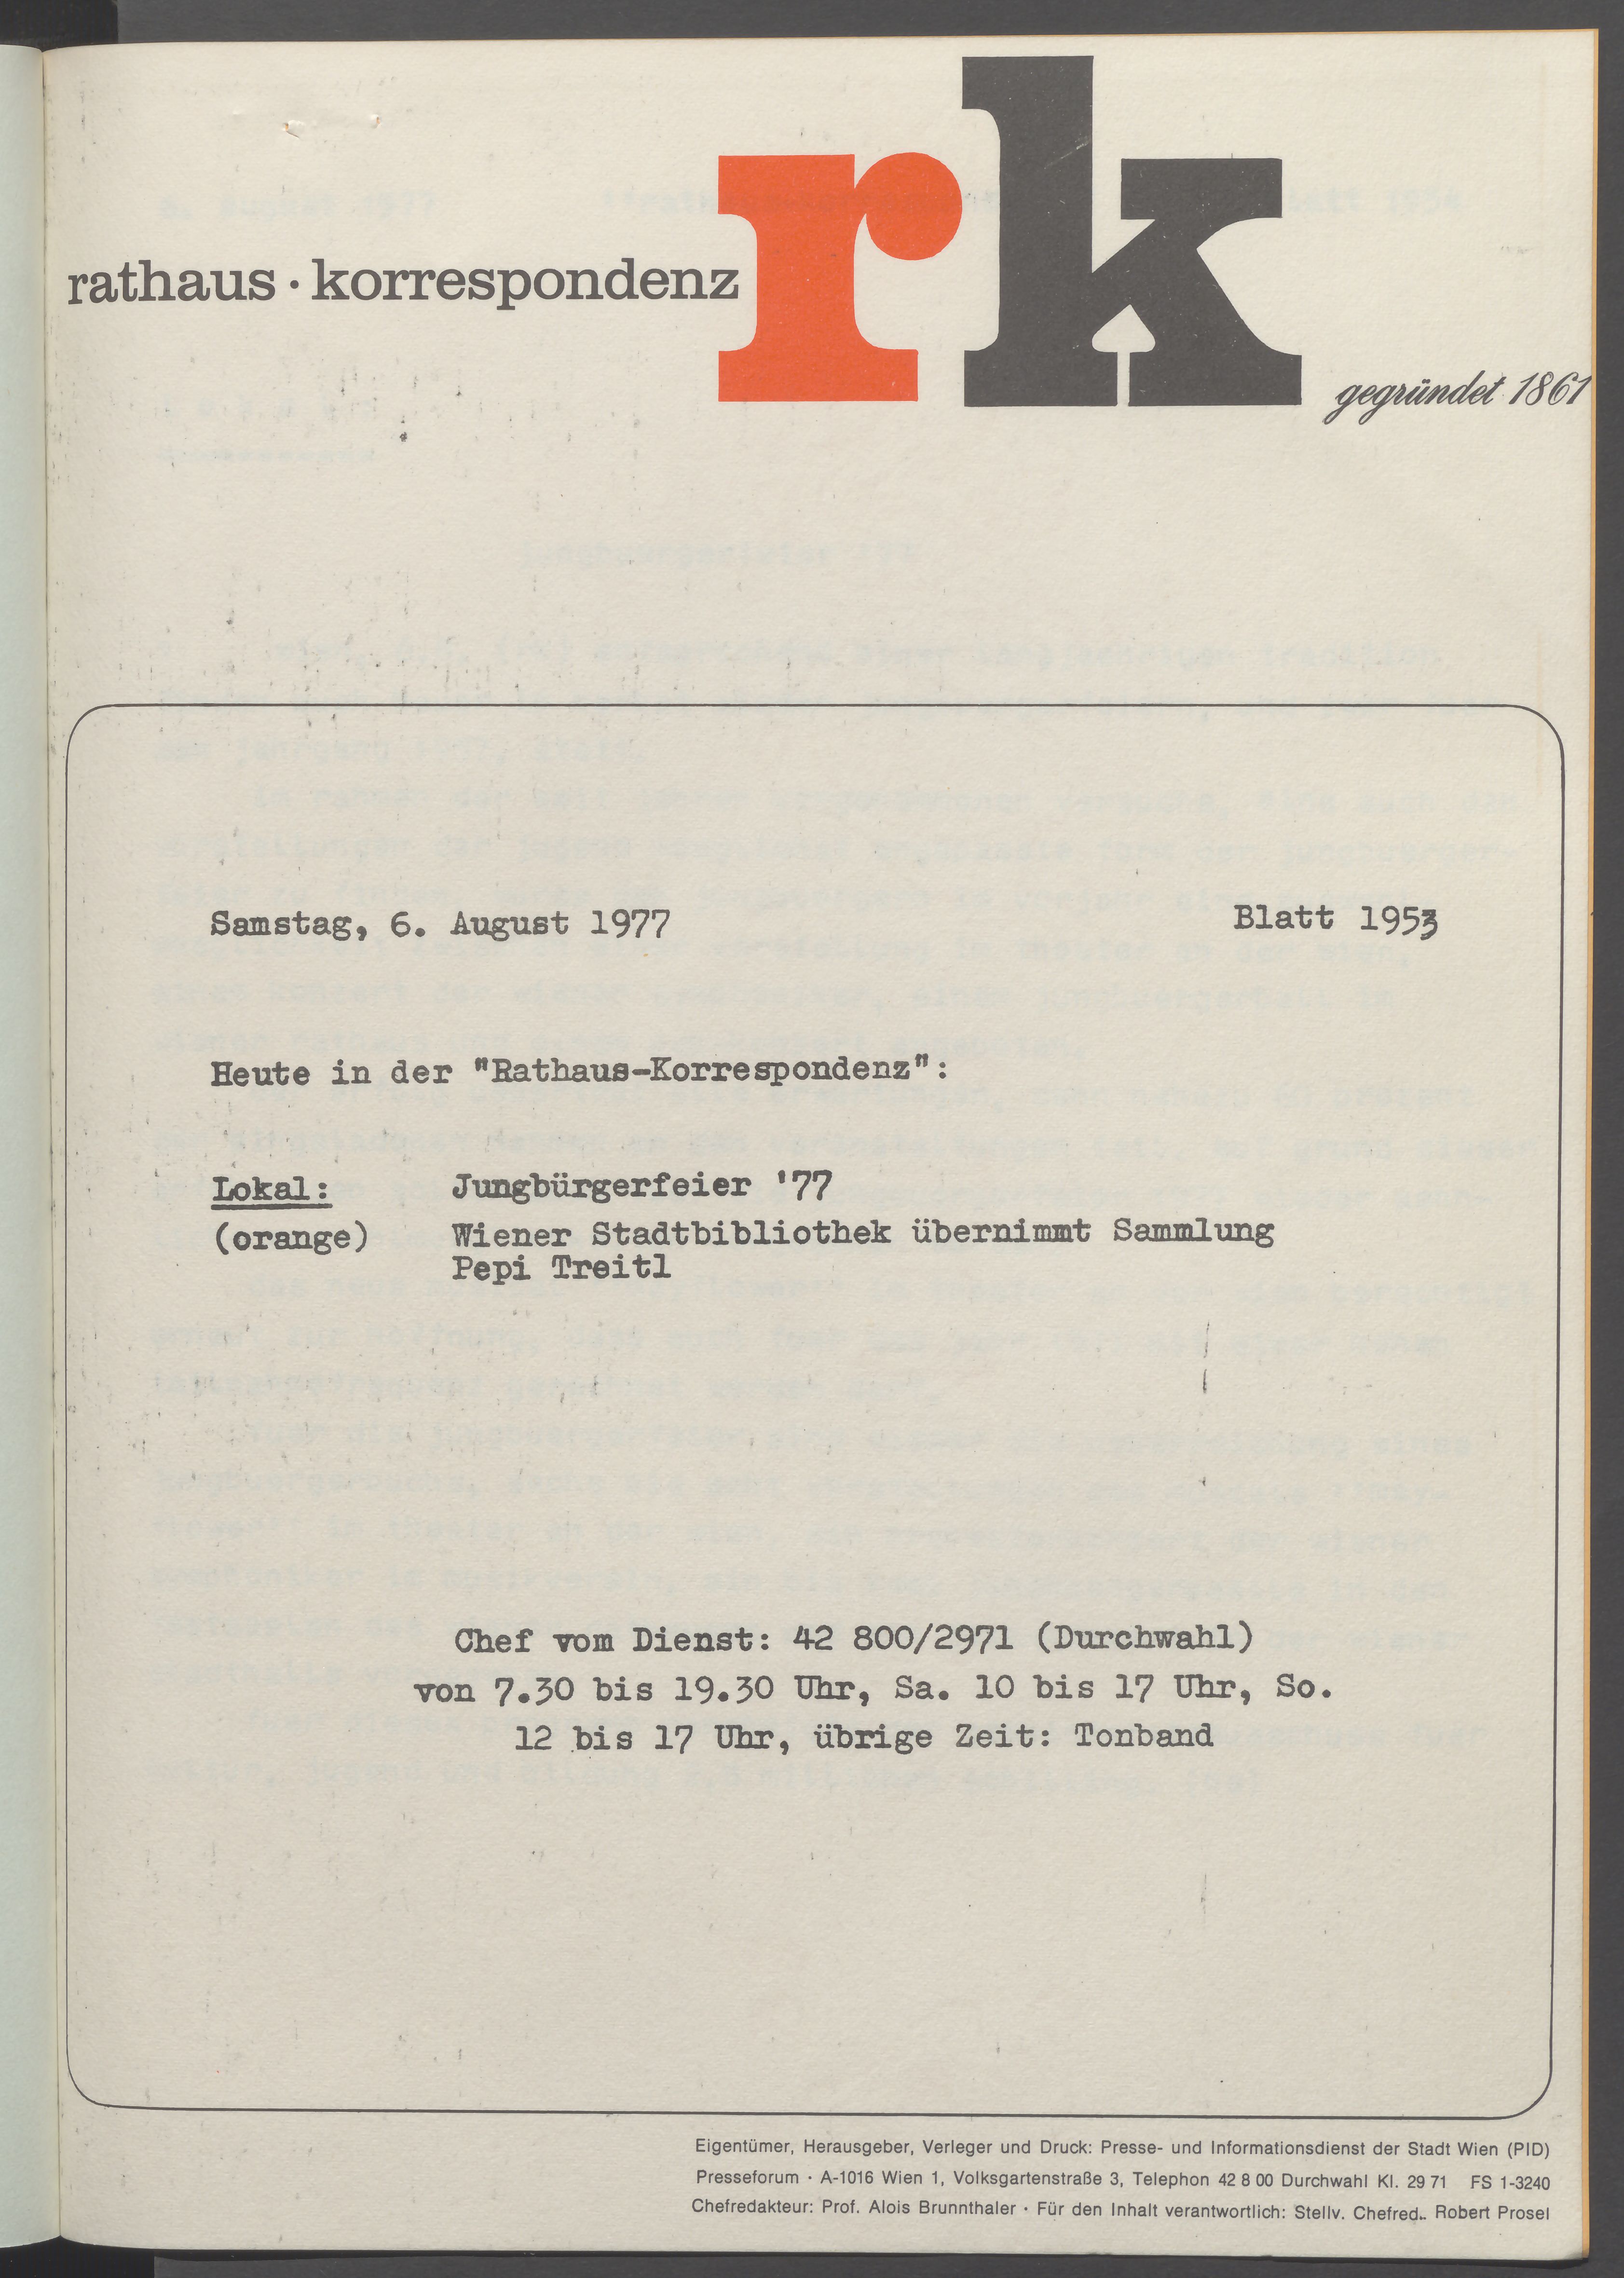 rk
rathaus · korrespondenz
gegründet 1861
Samstag, 6. August 1977 Blatt 1953
Heute in der "Rathaus-Korrespondenz":
Lokal: Jungbürgerfeier '77
(orange) Wiener Stadtbibliothek übernimmt Sammlung
Pepi Treitl
Chef vom Dienst: 42 800/2971 (Durchwahl)
von 7.30 bis 19.30 Uhr, Sa. 10 bis 17 Uhr, So.
12 bis 17 Uhr, übrige Zeit: Tonband
Eigentümer, Herausgeber, Verleger und Druck: Presse- und Informationsdienst der Stadt Wien (PID)
Presseforum · A-1016 Wien 1, Volksgartenstraße 3, Telephon 42 8 00 Durchwahl Kl. 29 71 FS 1-3240
Chefredakteur: Prof. Alois Brunnthaler · Für den Inhalt verantwortlich: Stellv. Chefred.. Robert Prosel